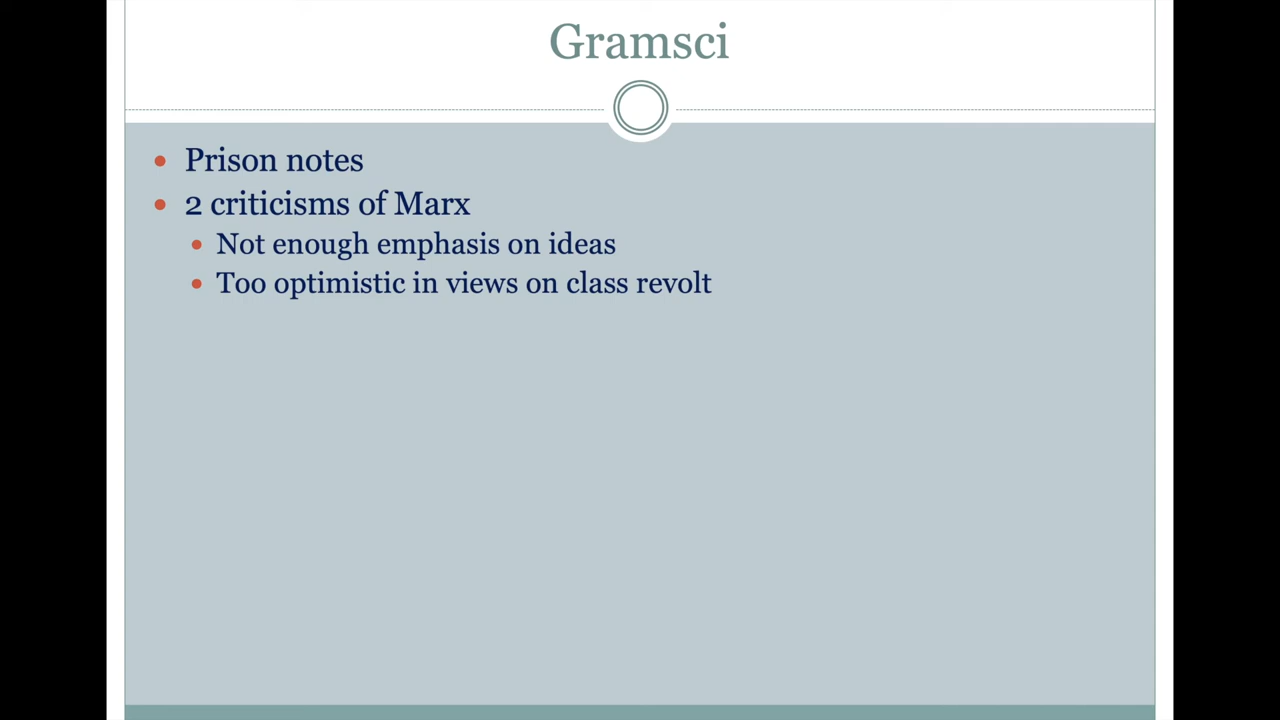 Gramsci
Prison notes
2 criticisms of Marx
Not enough emphasis on ideas
Too optimistic in views on class revolt